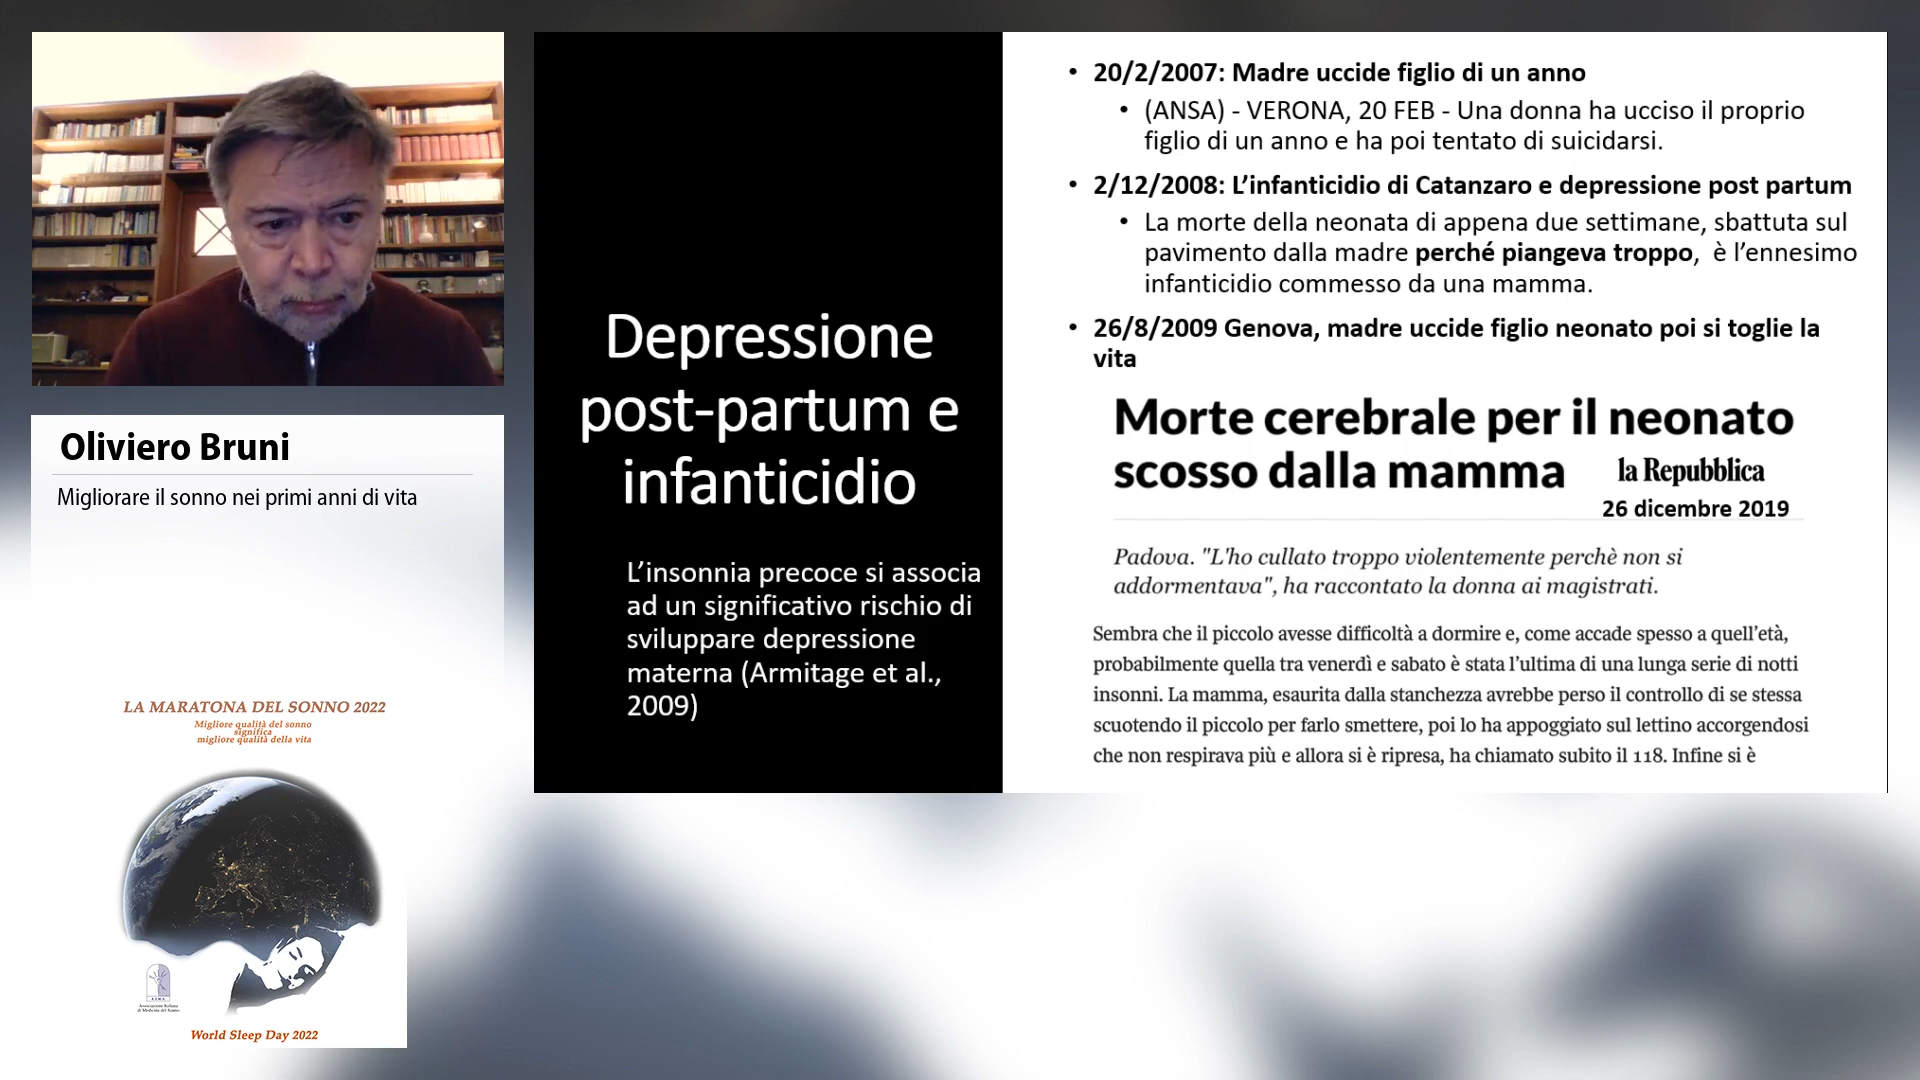 Oliviero Bruni
Migliorare il sonno nei primi anni di vita
LA MARATONA DEL SONNO 2022
Migliore qualità del sonno
significa
migliore qualità della vita
Associazione Italiana
di Medicina del Sonno
World Sleep Day 2022
Depressione
post-partum e
infanticidio
L’insonnia precoce si associa
ad un significativo rischio di
sviluppare depressione
materna (Armitage et al.,
2009)
• 20/2/2007: Madre uccide figlio di un anno
• (ANSA) - VERONA, 20 FEB - Una donna ha ucciso il proprio
figlio di un anno e ha poi tentato di suicidarsi.
• 2/12/2008: L’infanticidio di Catanzaro e depressione post partum
• La morte della neonata di appena due settimane, sbattuta sul
pavimento dalla madre perché piangeva troppo, è l’ennesimo
infanticidio commesso da una mamma.
• 26/8/2009 Genova, madre uccide figlio neonato poi si toglie la
vita
Morte cerebrale per il neonato
scosso dalla mamma
la Repubblica
26 dicembre 2019
Padova. "L'ho cullato troppo violentemente perchè non si
addormentava", ha raccontato la donna ai magistrati.
Sembra che il piccolo avesse difficoltà a dormire e, come accade spesso a quell’età,
probabilmente quella tra venerdì e sabato è stata l’ultima di una lunga serie di notti
insonni. La mamma, esaurita dalla stanchezza avrebbe perso il controllo di se stessa
scuotendo il piccolo per farlo smettere, poi lo ha appoggiato sul lettino accorgendosi
che non respirava più e allora si è ripresa, ha chiamato subito il 118. Infine si è